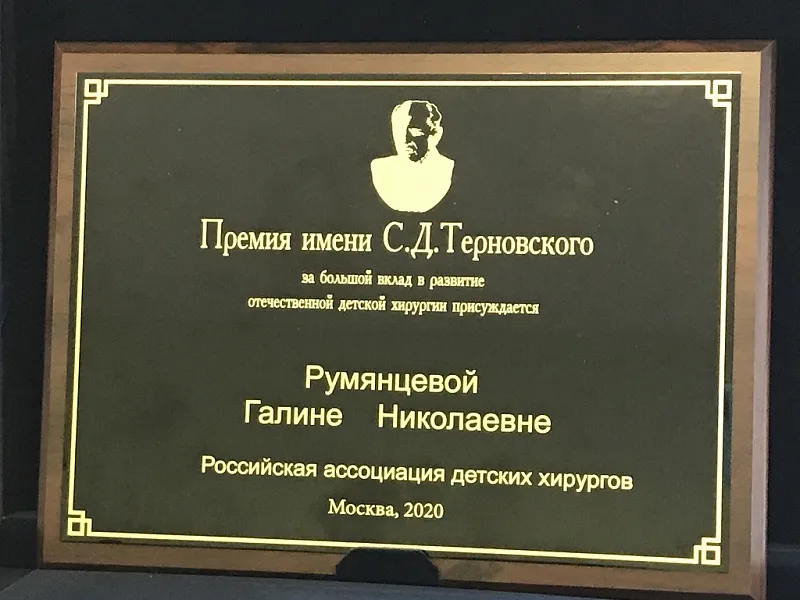 Премия имени С.Д.Терновского
за большой вклад в развитие
отечественной детской хирургии присуждается
Румянцевой
Галине Николаевне
Российская ассоциация детских хирургов
Москва, 2020